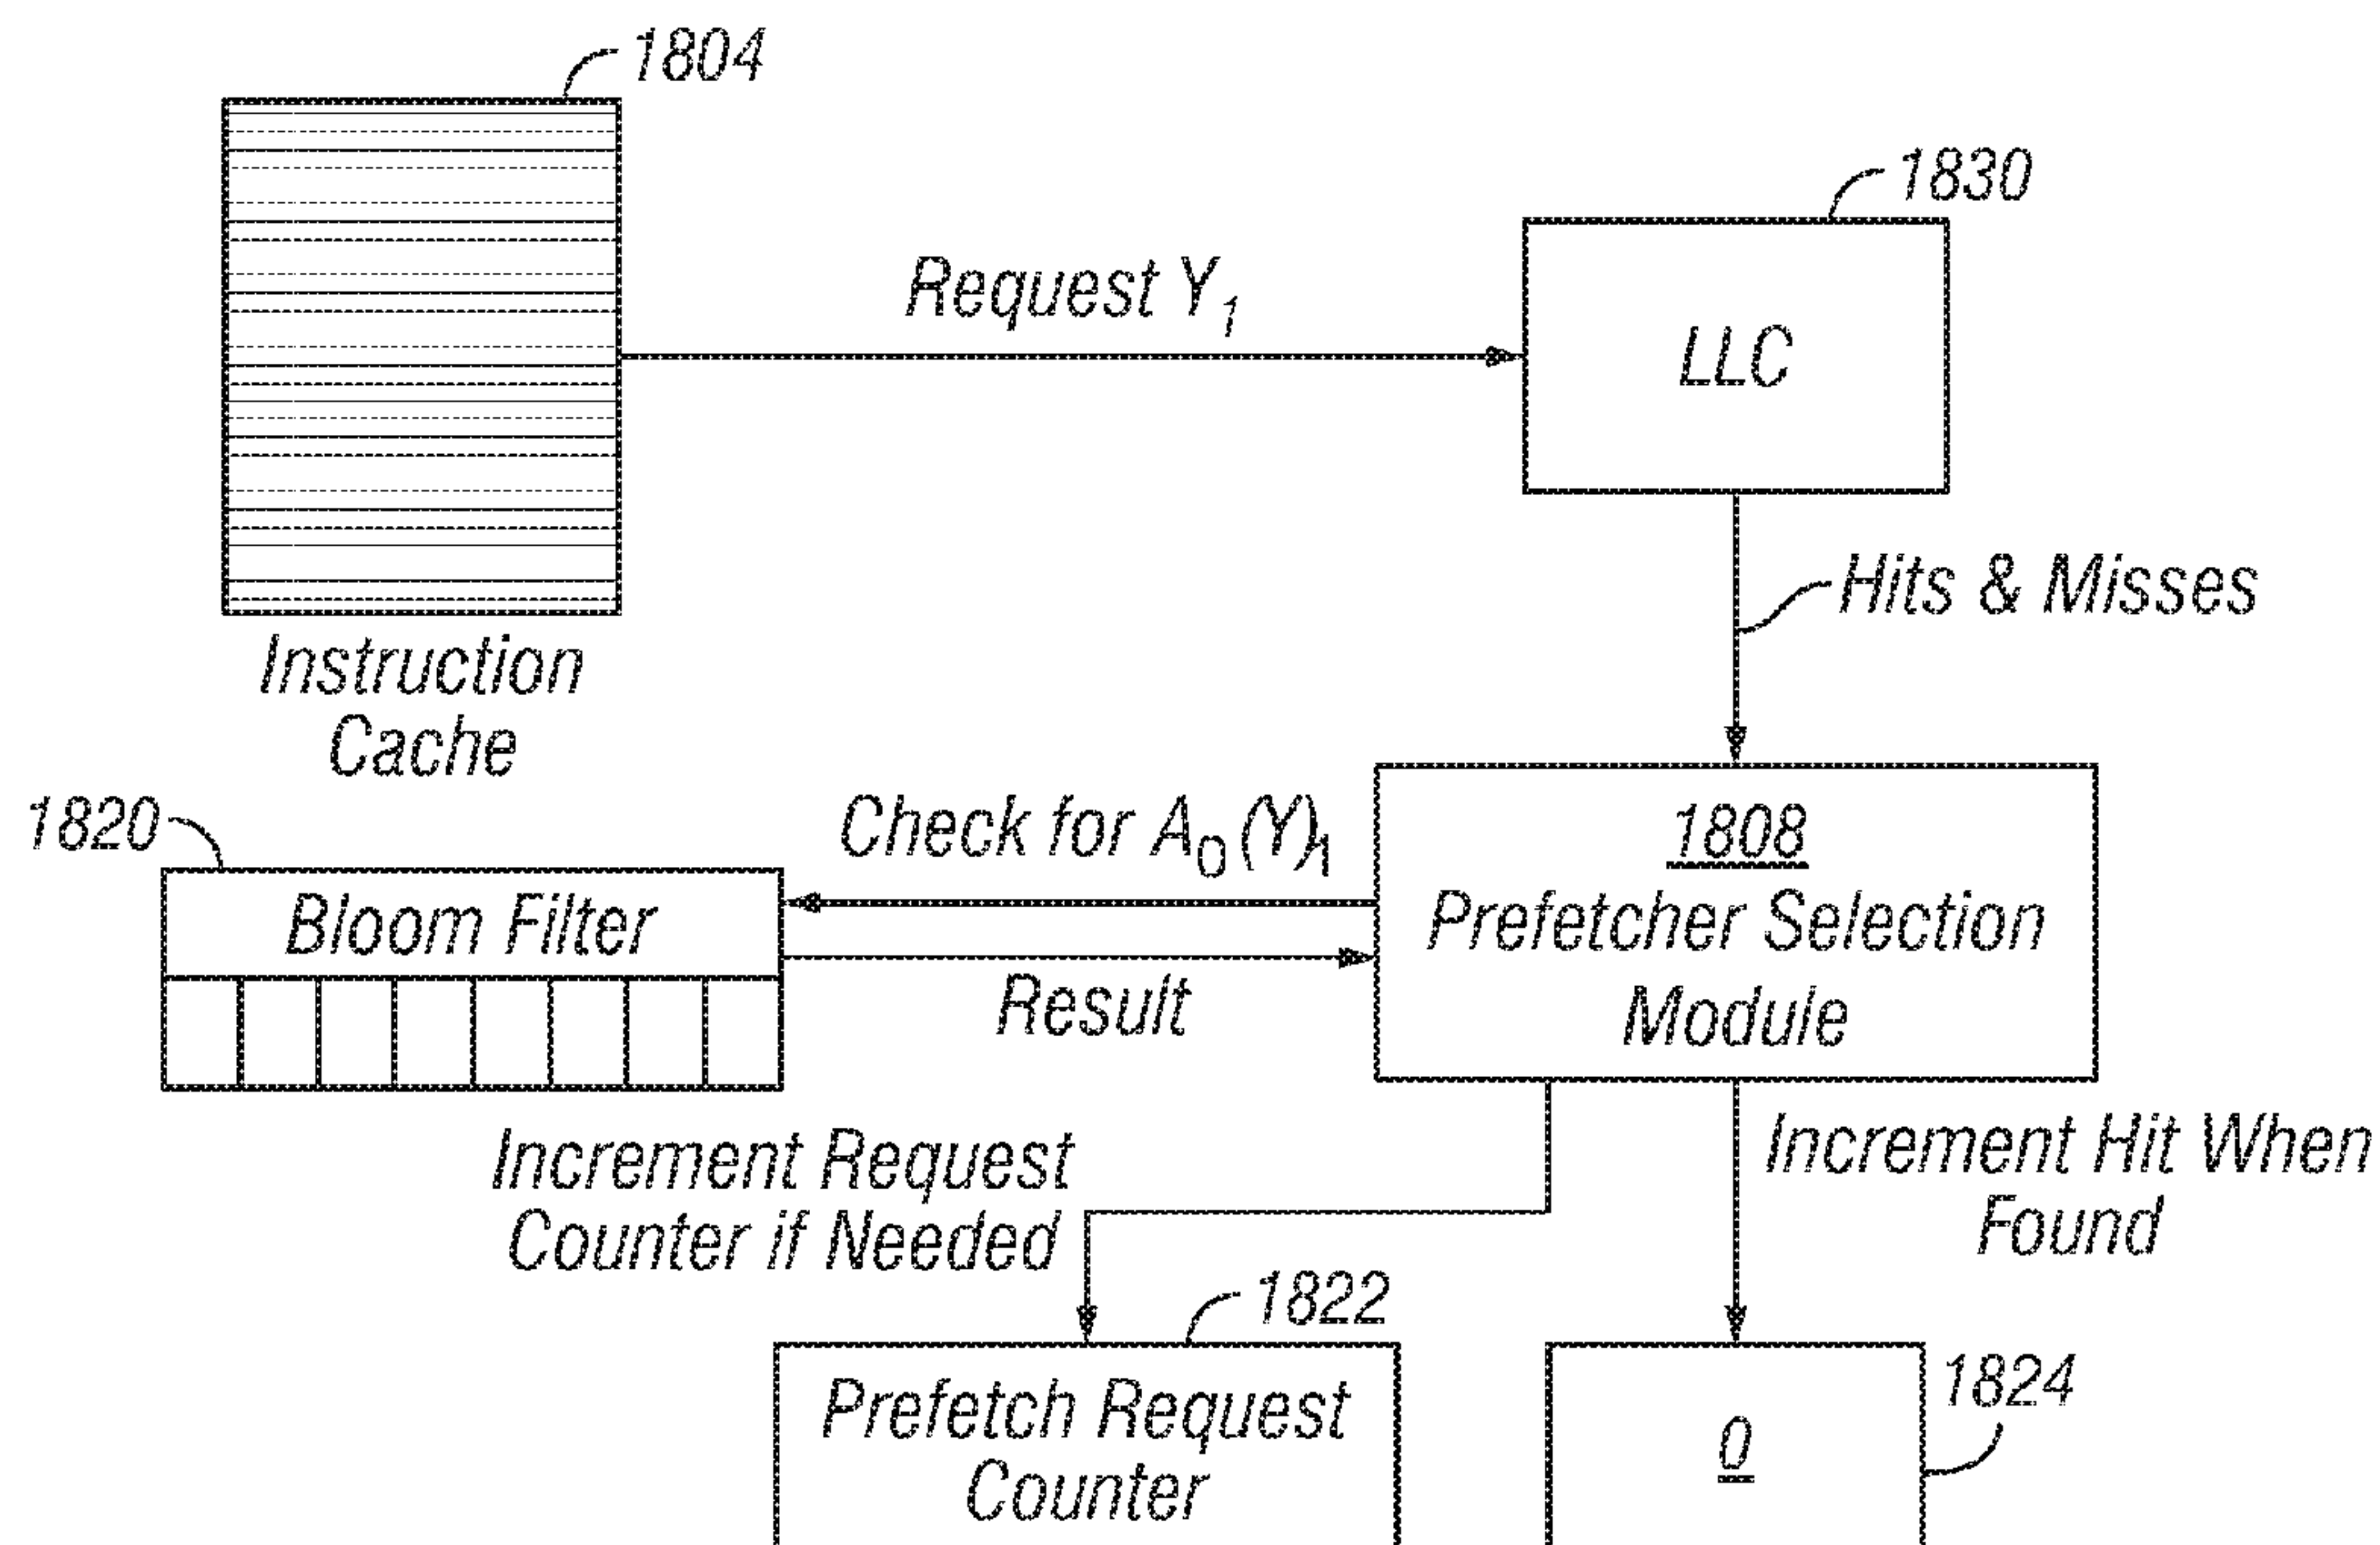 1804
1830
Request Y₁
LLC
Hits & Misses
Instruction
Cache
1820
Check for A₀(Y)₁
1808
Bloom Filter
Prefetcher Selection
Result
Module
Increment Request
Counter if Needed
Increment Hit When
Found
1822
1824
Prefetch Request
Counter
0